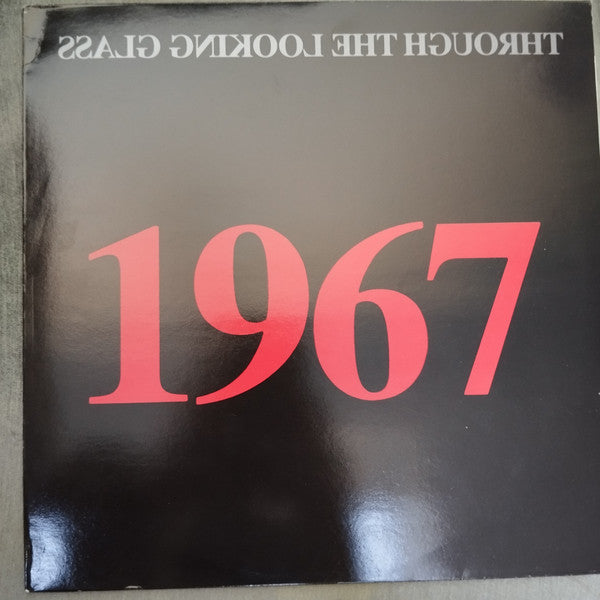 THROUGH THE LOOKING GLASS
1967